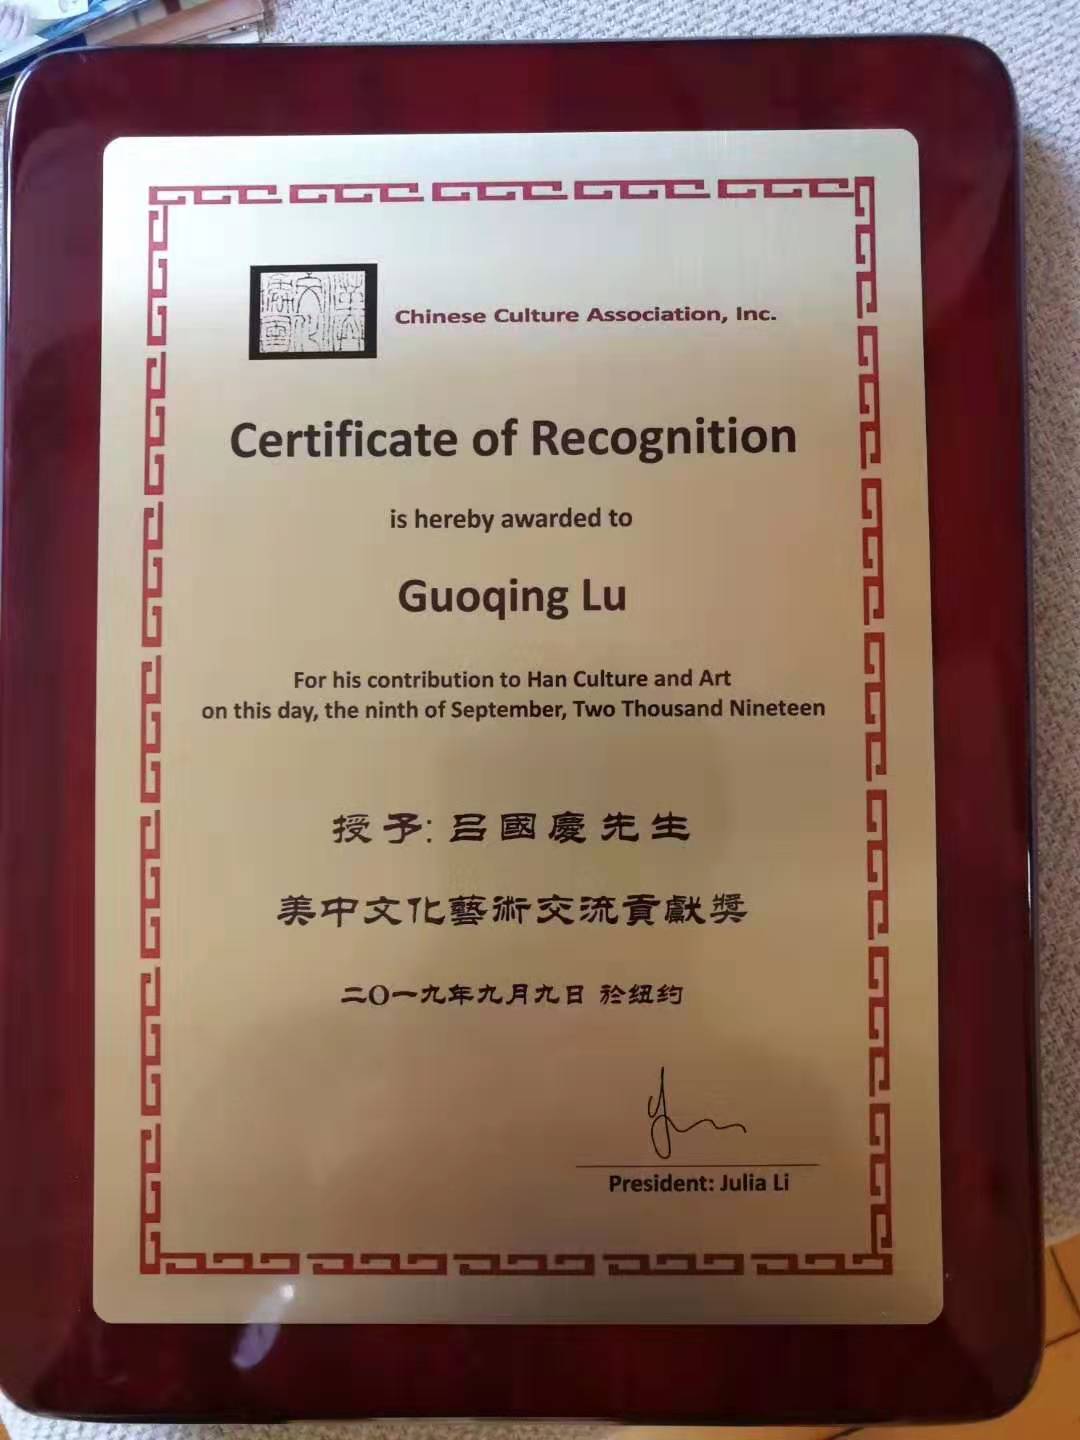 Chinese Culture Association, Inc.
Certificate of Recognition
is hereby awarded to
Guoqing Lu
For his contribution to Han Culture and Art
on this day, the ninth of September, Two Thousand Nineteen
授予: 吕國慶先生
美中文化藝術交流貢獻獎
二〇一九年九月九日 於纽约
President: Julia Li